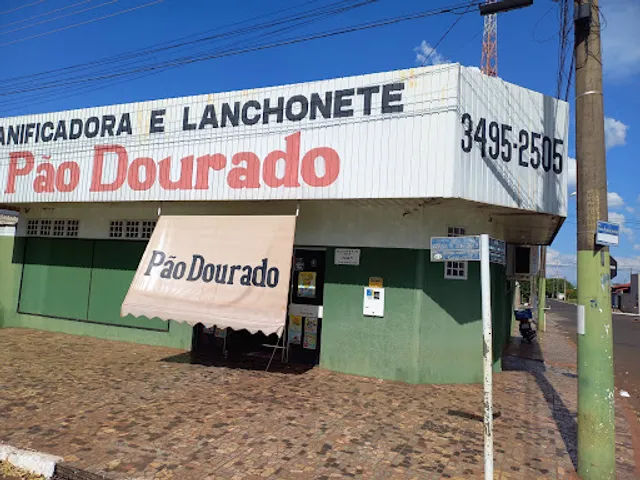 ANIFICADORA E LANCHONETE
Pão Dourado
3495-2505
Pão Dourado